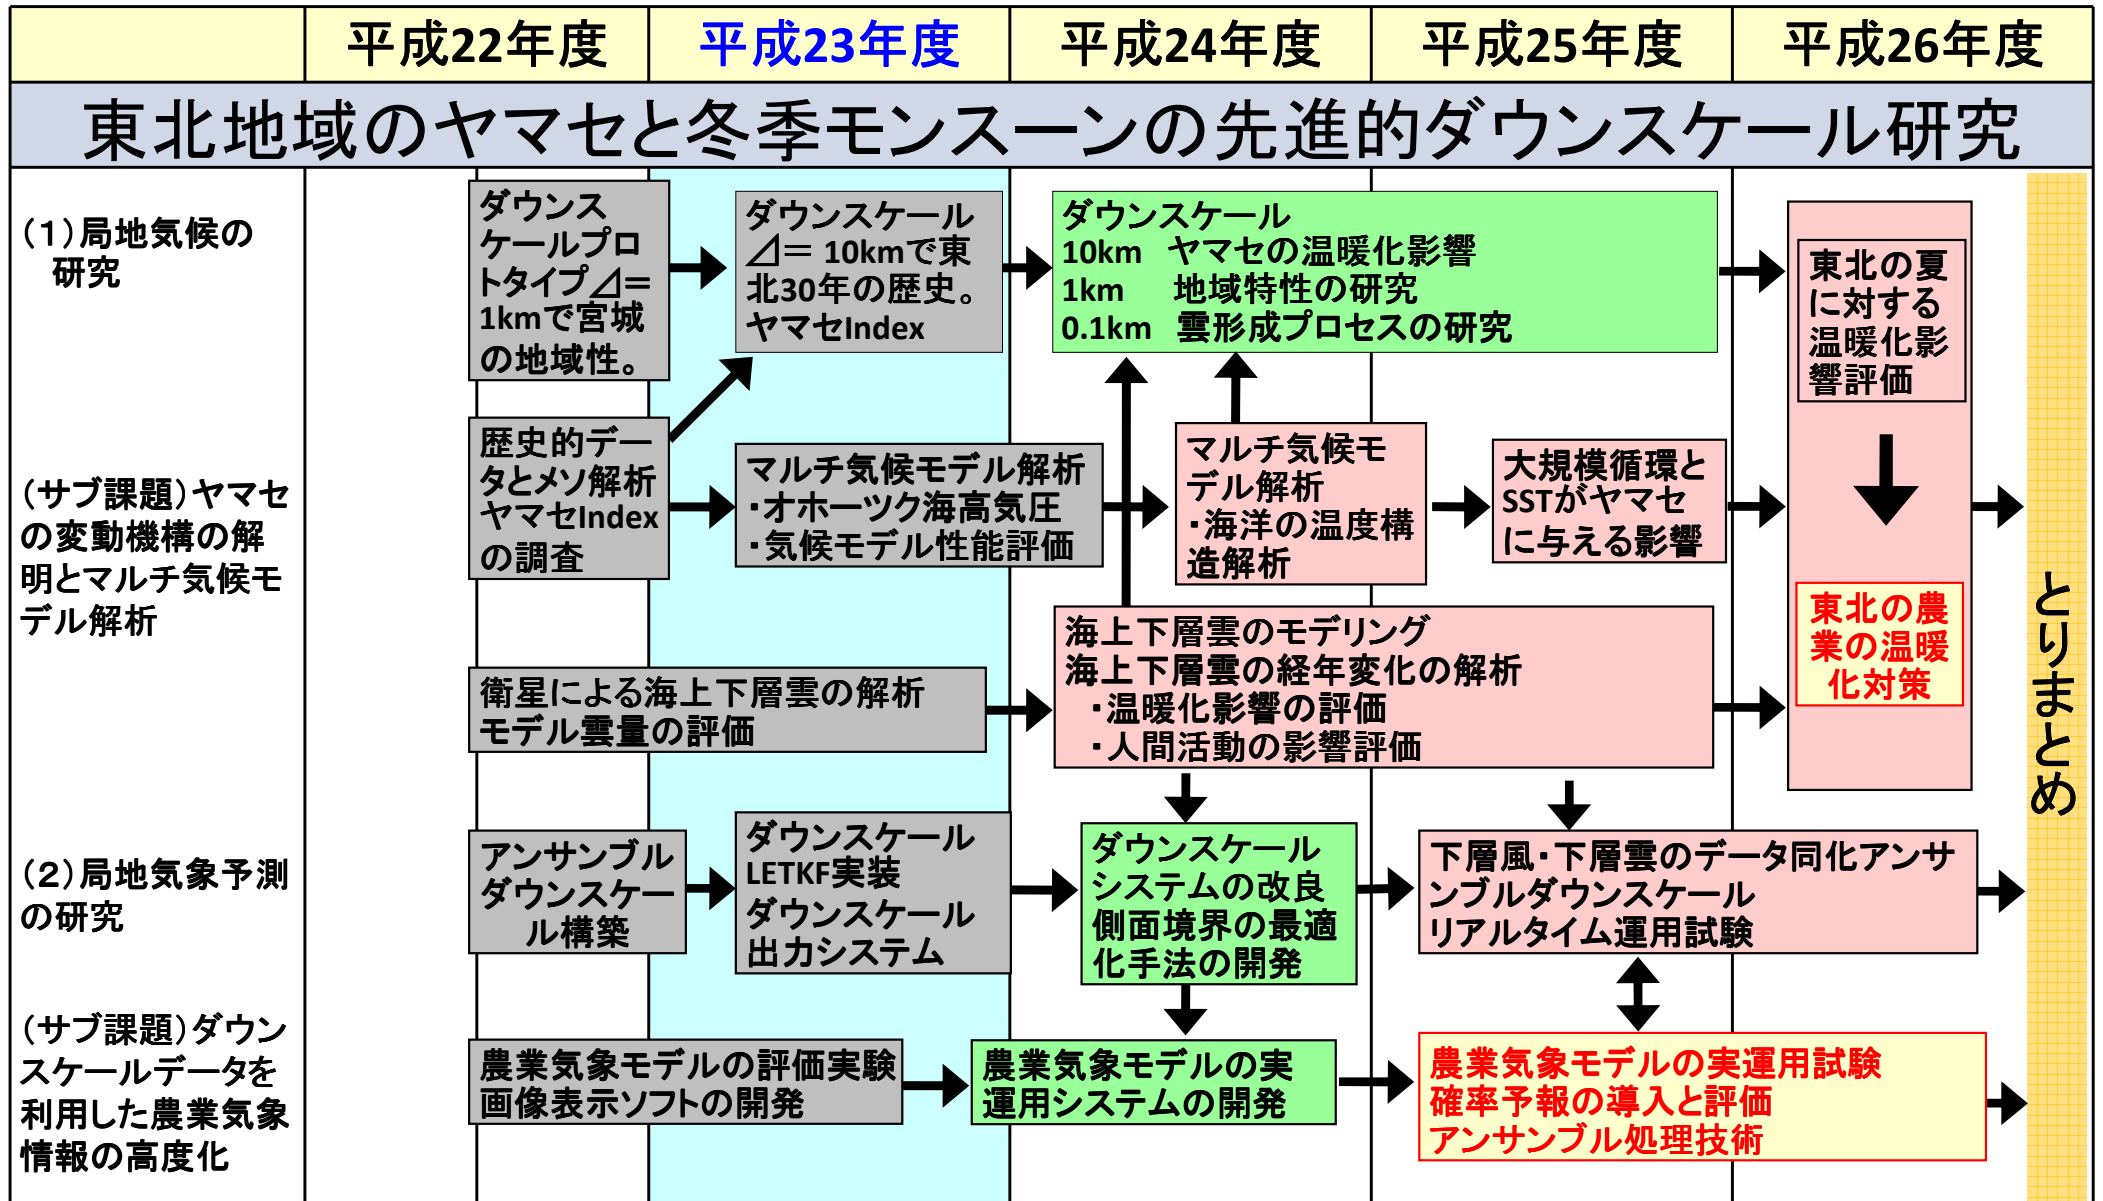 平成22年度
平成23年度
平成24年度
平成25年度
平成26年度
東北地域のヤマセと冬季モンスーンの先進的ダウンスケール研究
(1)局地気候の
研究
ダウンス
ケールプロ
トタイプ⊿=
1kmで宮城
の地域性。
ダウンスケール
⊿= 10kmで東
北30年の歴史。
ヤマセIndex
ダウンスケール
10km ヤマセの温暖化影響
1km 地域特性の研究
0.1km 雲形成プロセスの研究
東北の夏
に対する
温暖化影
響評価
(サブ課題)ヤマセ
の変動機構の解
明とマルチ気候モ
デル解析
歴史的デー
タとメソ解析
ヤマセIndex
の調査
マルチ気候モデル解析
・オホーツク海高気圧
・気候モデル性能評価
マルチ気候モ
デル解析
・海洋の温度構
造解析
大規模循環と
SSTがヤマセ
に与える影響
東北の農
業の温暖
化対策
衛星による海上下層雲の解析
モデル雲量の評価
海上下層雲のモデリング
海上下層雲の経年変化の解析
・温暖化影響の評価
・人間活動の影響評価
とりまとめ
(2)局地気象予測
の研究
アンサンブル
ダウンスケー
ル構築
ダウンスケール
LETKF実装
ダウンスケール
出力システム
ダウンスケール
システムの改良
側面境界の最適
化手法の開発
下層風・下層雲のデータ同化アンサ
ンブルダウンスケール
リアルタイム運用試験
(サブ課題)ダウン
スケールデータを
利用した農業気象
情報の高度化
農業気象モデルの評価実験
画像表示ソフトの開発
農業気象モデルの実
運用システムの開発
農業気象モデルの実運用試験
確率予報の導入と評価
アンサンブル処理技術